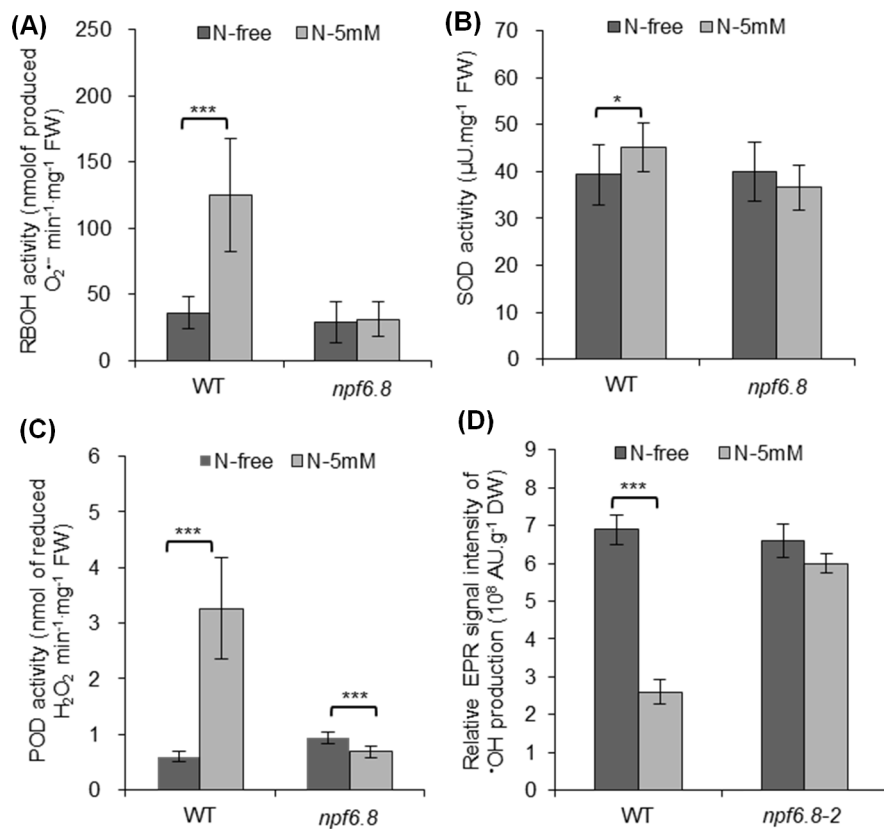 (A)
N-free N-5mM
RBOH activity (nmolof produced
O₂•⁻ min⁻¹·mg⁻¹ FW)
250
200
150
100
50
0
***
WT npf6.8
(B)
N-free N-5mM
SOD activity (µU.mg⁻¹ FW)
70
60
50
40
30
20
10
0
*
WT npf6.8
(C)
N-free N-5mM
POD activity (nmol of reduced
H₂O₂ min⁻¹·mg⁻¹ FW)
6
5
4
3
2
1
0
***
***
WT npf6.8
(D)
N-free N-5mM
Relative EPR signal intensity of
•OH production (10⁸ AU.g⁻¹ DW)
9
8
7
6
5
4
3
2
1
0
***
WT npf6.8-2